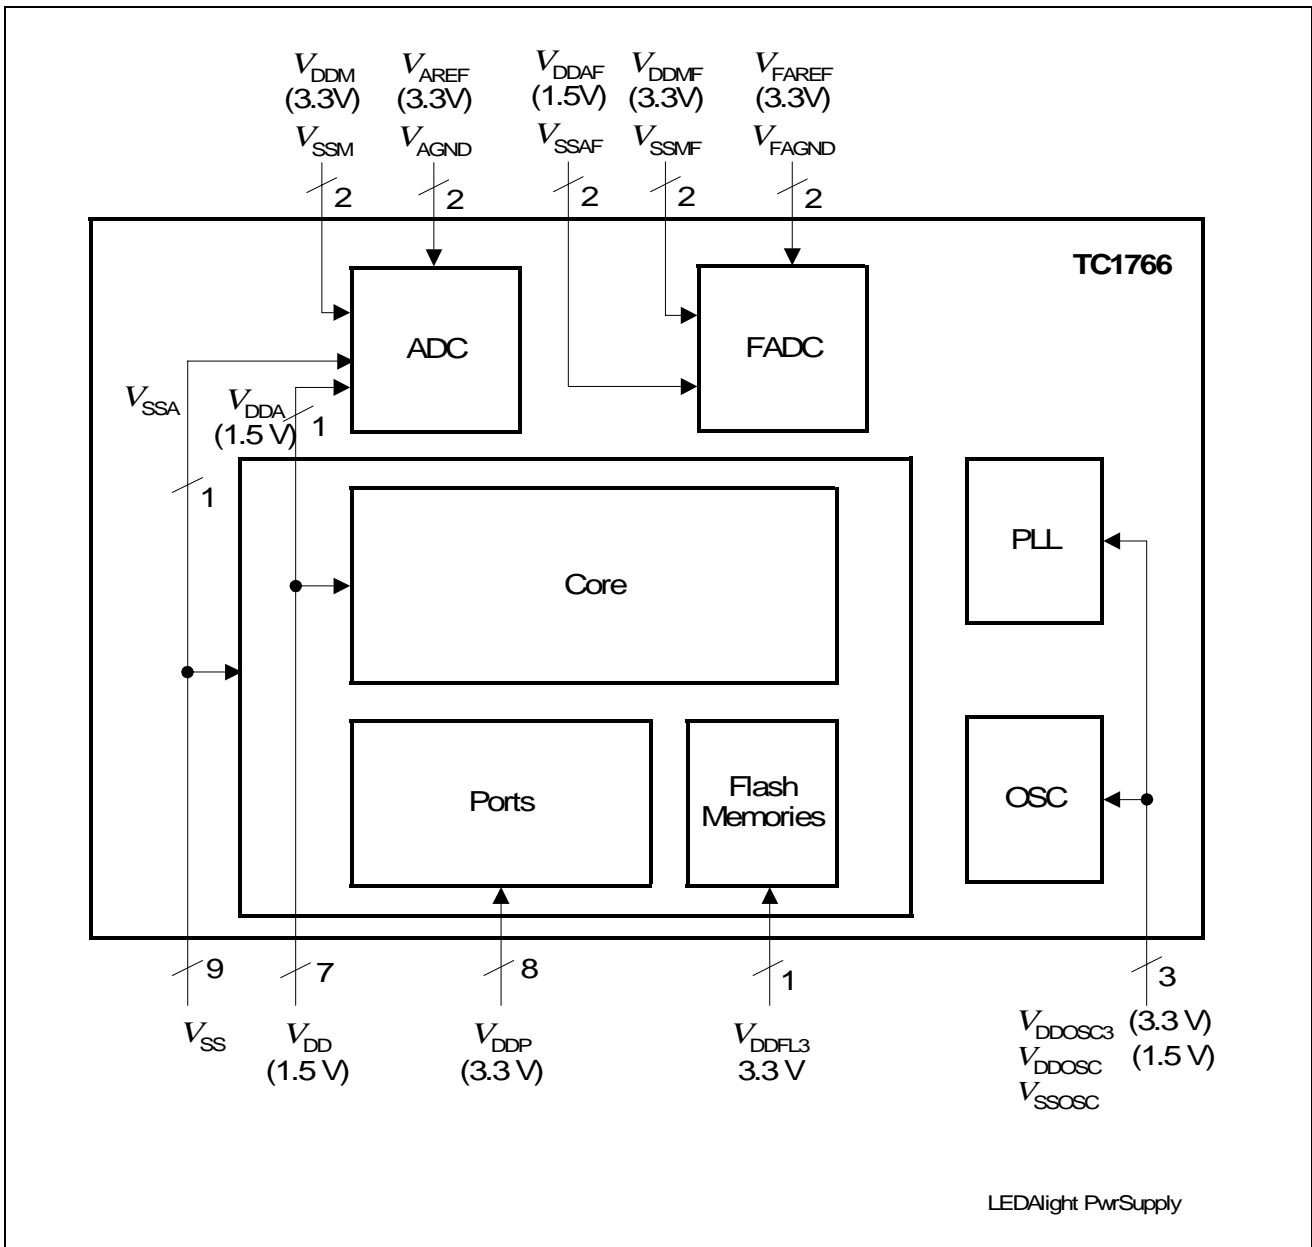 VDDM VAREF VDDAF VDDMF VFAREF
(3.3V) (3.3V) (1.5V) (3.3V) (3.3V)
VSSM VAGND VSSAF VSSMF VFAGND
2 2 2 2 2
TC1766
ADC FADC
VSSA VDDA 1
(1.5 V)
1
PLL
Core
Flash
Memories
Ports
OSC
9 7 8 1 3
VSS VDD VDDP VDDFL3 VDDOSC3 (3.3 V)
(1.5 V) (3.3 V) 3.3 V VDDOSC (1.5 V)
VSSOSC
LEDAlight PwrSupply